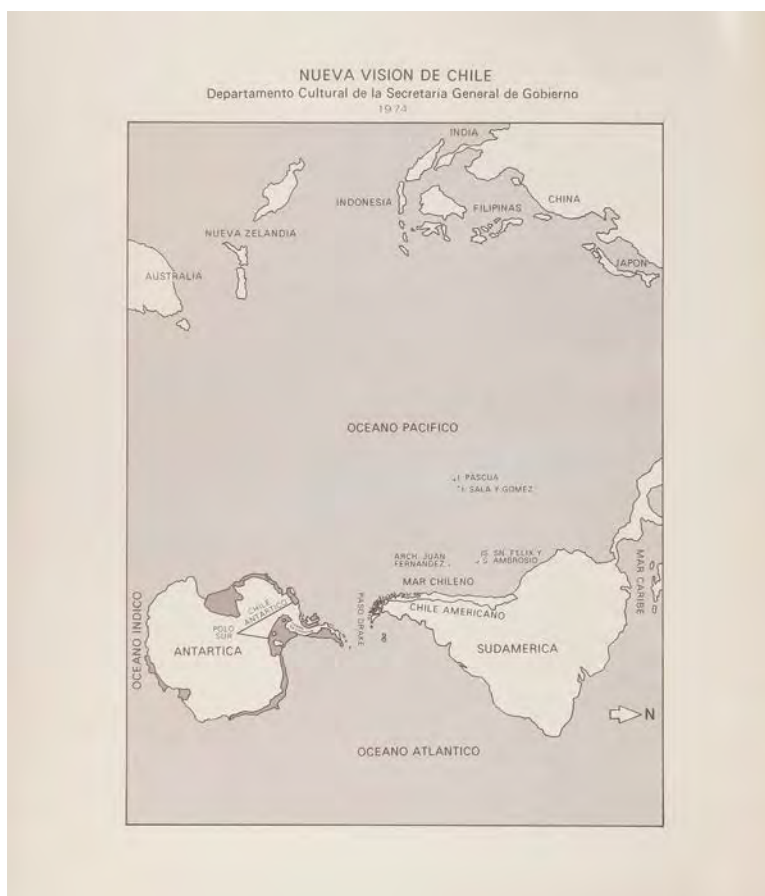 NUEVA VISION DE CHILE
Departamento Cultural de la Secretaría General de Gobierno
1974
INDIA
INDONESIA
FILIPINAS
CHINA
NUEVA ZELANDIA
JAPON
AUSTRALIA
OCEANO PACIFICO
I. PASCUA
I. SALA Y GOMEZ
ARCH. JUAN
FERNANDEZ
IS. SN. FELIX Y
S. AMBROSIO
MAR CHILENO
CHILE AMERICANO
MAR CARIBE
OCEANO INDICO
CHILE
ANTARTICO
POLO
SUR
PASO DRAKE
ANTARTICA
SUDAMERICA
N
OCEANO ATLANTICO